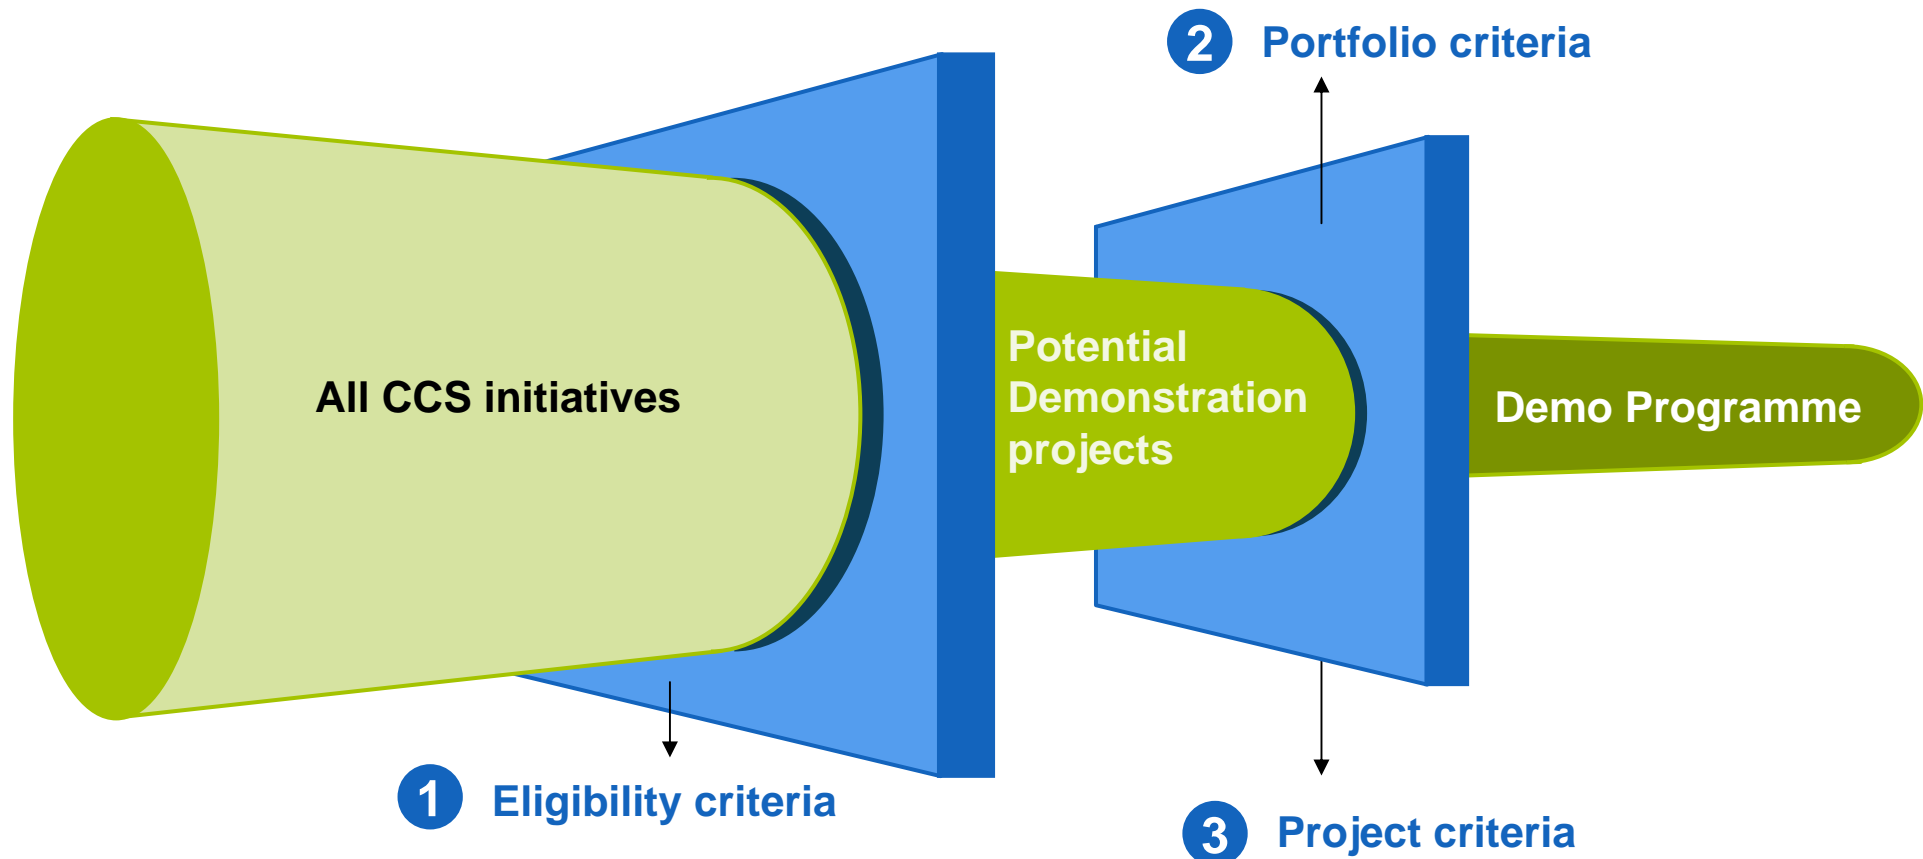 2 Portfolio criteria
All CCS initiatives
Potential
Demonstration
projects
Demo Programme
1 Eligibility criteria
3 Project criteria